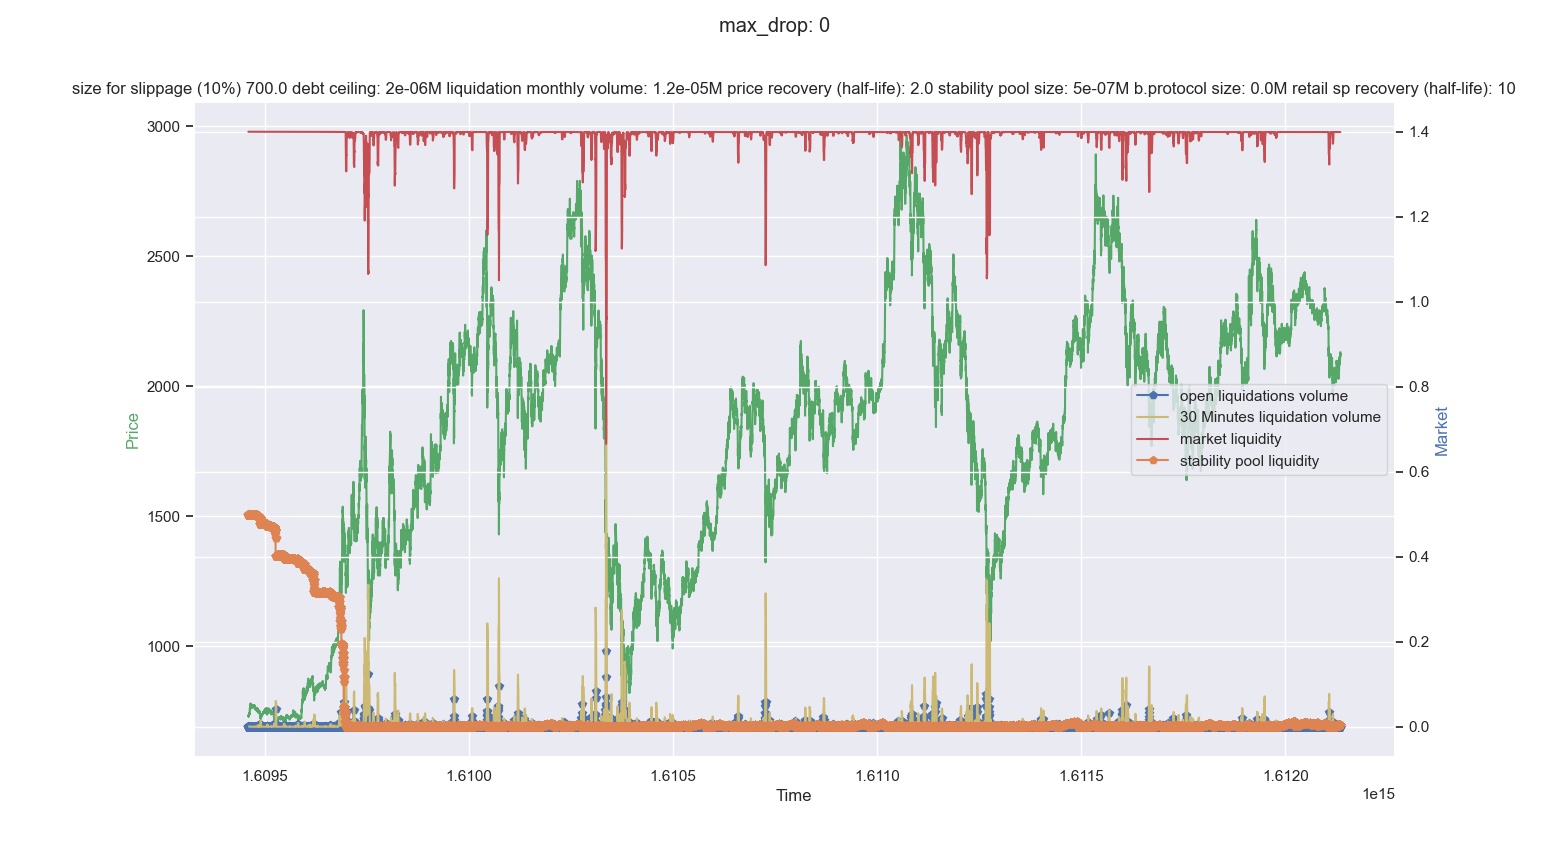 max_drop: 0
size for slippage (10%) 700.0 debt ceiling: 2e-06M liquidation monthly volume: 1.2e-05M price recovery (half-life): 2.0 stability pool size: 5e-07M b.protocol size: 0.0M retail sp recovery (half-life): 10
3000
2500
2000
1500
1000
Price
1.4
1.2
1.0
0.8
0.6
0.4
0.2
0.0
Market
open liquidations volume
30 Minutes liquidation volume
market liquidity
stability pool liquidity
1.6095 1.6100 1.6105 1.6110 1.6115 1.6120
Time
1e15